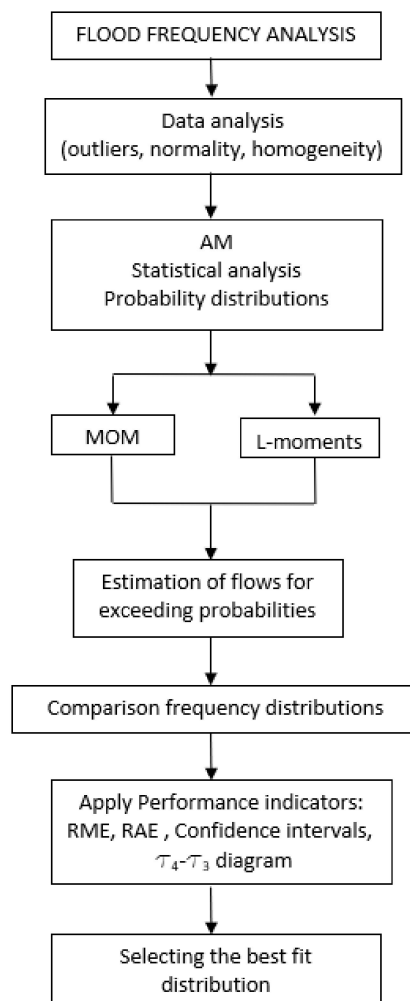 FLOOD FREQUENCY ANALYSIS
Data analysis
(outliers, normality, homogeneity)
AM
Statistical analysis
Probability distributions
MOM
L-moments
Estimation of flows for
exceeding probabilities
Comparison frequency distributions
Apply Performance indicators:
RME, RAE , Confidence intervals,
τ₄-τ₃ diagram
Selecting the best fit
distribution